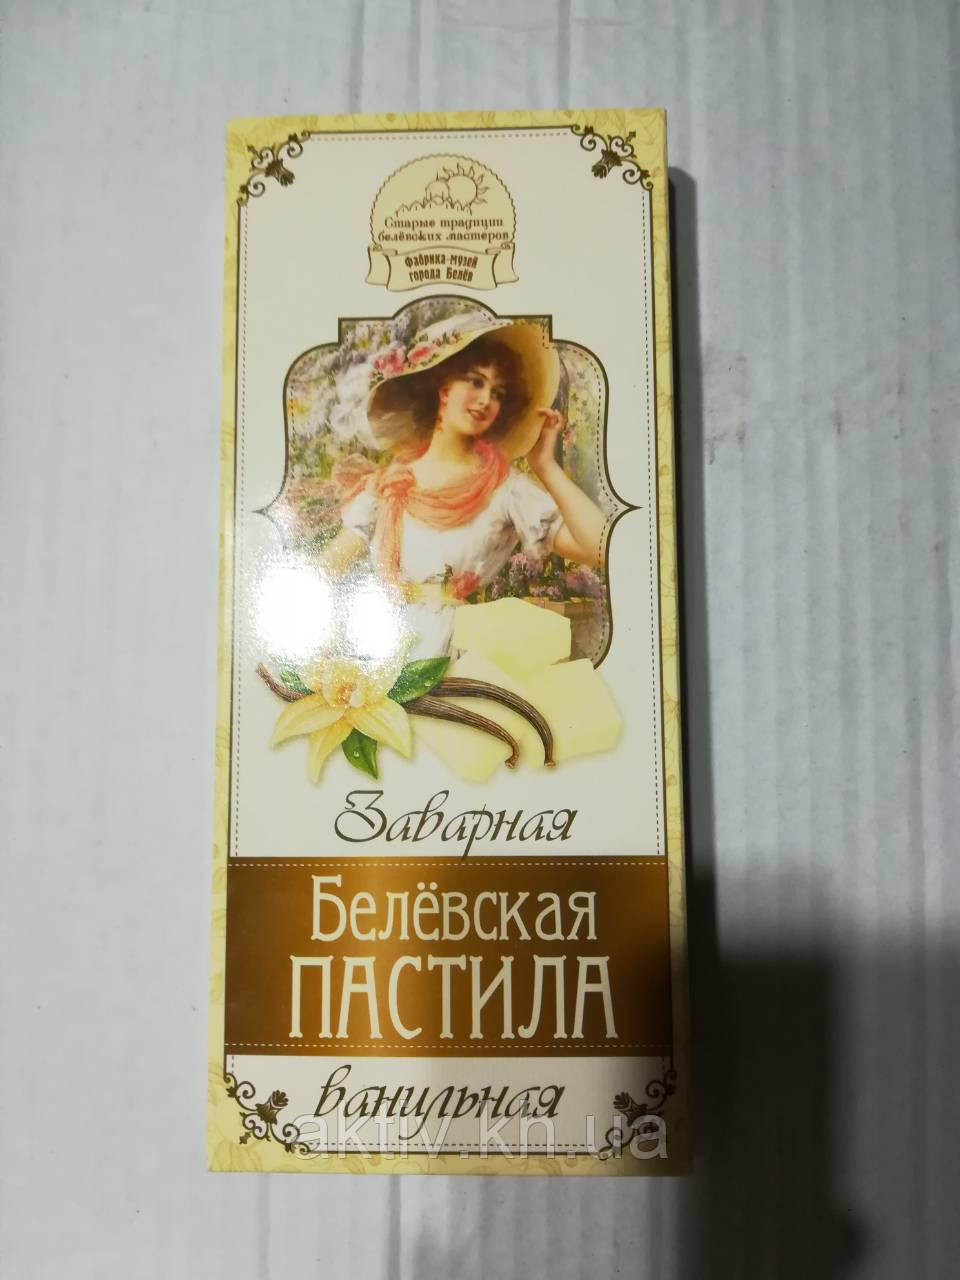 Старые традиции
белёвских мастеров
Фабрика-музей
города Белёв
Заварная
Белёвская
ПАСТИЛА
ванильная
aktiv.kh.ua